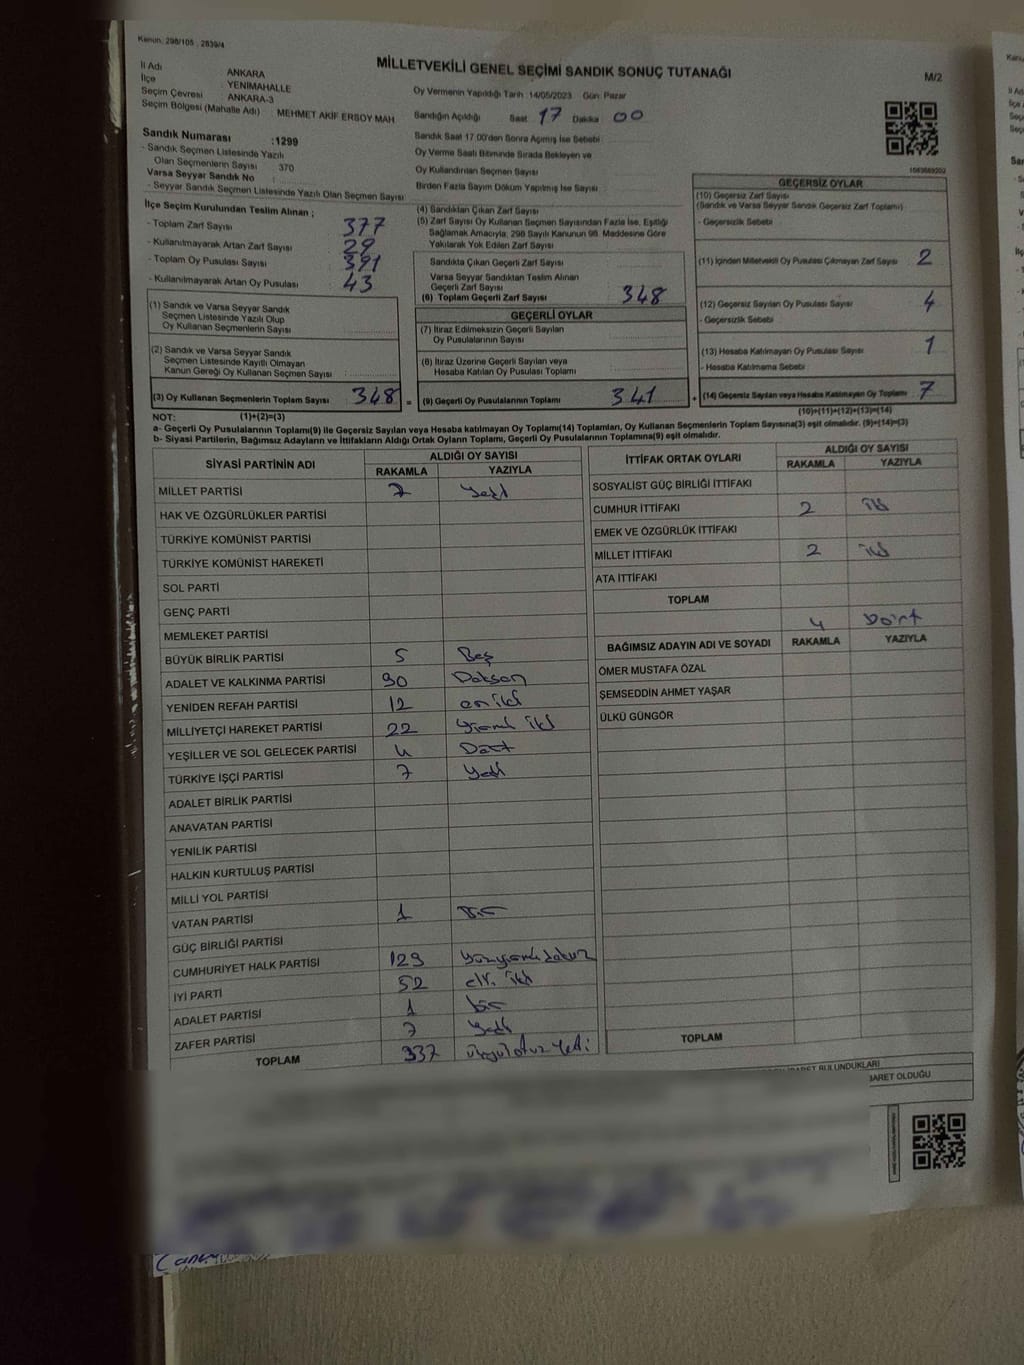 Kanun: 298/105 , 2839/4
MİLLETVEKİLİ GENEL SEÇİMİ SANDIK SONUÇ TUTANAĞI
M/2
İl Adı ANKARA
İlçe YENİMAHALLE
Seçim Çevresi ANKARA-3
Seçim Bölgesi (Mahalle Adı) MEHMET AKİF ERSOY MAH
Sandık Numarası :1299
- Sandık Seçmen Listesinde Yazılı
Olan Seçmenlerin Sayısı 370
Varsa Seyyar Sandık No
- Seyyar Sandık Seçmen Listesinde Yazılı Olan Seçmen Sayısı
Oy Vermenin Yapıldığı Tarih :14/05/2023 Gün: Pazar
Sandığın Açıldığı Saat 17 Dakika 00
Sandık Saat 17.00'den Sonra Açımış İse Sebebi
Oy Verme Saati Bitiminde Sırada Bekleyen ve
Oy Kullandırılan Seçmen Sayısı
Birden Fazla Sayım Döküm Yapılmış İse Sayısı
İlçe Seçim Kurulundan Teslim Alınan ;
- Toplam Zarf Sayısı 377
- Kullanılmayarak Artan Zarf Sayısı 29
- Toplam Oy Pusulası Sayısı 391
- Kullanılmayarak Artan Oy Pusulası 43
(1) Sandık ve Varsa Seyyar Sandık
Seçmen Listesinde Yazılı Olup
Oy Kullanan Seçmenlerin Sayısı
(2) Sandık ve Varsa Seyyar Sandık
Seçmen Listesinde Kayıtlı Olmayan
Kanun Gereği Oy Kullanan Seçmen Sayısı
(3) Oy Kullanan Seçmenlerin Toplam Sayısı 348 =
(4) Sandıktan Çıkan Zarf Sayısı
(5) Zarf Sayısı Oy Kullanan Seçmen Sayısından Fazla İse, Eşitliği
Sağlamak Amacıyla; 298 Sayılı Kanunun 98. Maddesine Göre
Yakılarak Yok Edilen Zarf Sayısı
Sandıkta Çıkan Geçerli Zarf Sayısı
Varsa Seyyar Sandıktan Teslim Alınan
Geçerli Zarf Sayısı
(6) Toplam Geçerli Zarf Sayısı 348
GEÇERLİ OYLAR
(7) İtiraz Edilmeksizin Geçerli Sayılan
Oy Pusulalarının Sayısı
(8) İtiraz Üzerine Geçerli Sayılan veya
Hesaba Katılan Oy Pusulası Toplamı
(9) Geçerli Oy Pusulalarının Toplamı 341 +
GEÇERSİZ OYLAR
(10) Geçersiz Zarf Sayısı
(Sandık ve Varsa Seyyar Sandık Geçersiz Zarf Toplamı)
- Geçersizlik Sebebi
(11) İçinden Milletvekili Oy Pusulası Çıkmayan Zarf Sayısı 2
(12) Geçersiz Sayılan Oy Pusulası Sayısı 4
- Geçersizlik Sebebi
(13) Hesaba Katılmayan Oy Pusulası Sayısı 1
- Hesaba Katılmama Sebebi
(14) Geçersiz Sayılan veya Hesaba Katılmayan Oy Toplamı 7
NOT: (1)+(2)=(3)
(10)+(11)+(12)+(13)=(14)
a- Geçerli Oy Pusulalarının Toplamı(9) ile Geçersiz Sayılan veya Hesaba katılmayan Oy Toplamı(14) Toplamları, Oy Kullanan Seçmenlerin Toplam Sayısına(3) eşit olmalıdır. (9)+(14)=(3)
b- Siyasi Partilerin, Bağımsız Adayların ve İttifakların Aldığı Ortak Oyların Toplamı, Geçerli Oy Pusulalarının Toplamına(9) eşit olmalıdır.
SİYASİ PARTİNİN ADI ALDIĞI OY SAYISI
RAKAMLA YAZIYLA
MİLLET PARTİSİ 7 yedi
HAK VE ÖZGÜRLÜKLER PARTİSİ
TÜRKİYE KOMÜNİST PARTİSİ
TÜRKİYE KOMÜNİST HAREKETİ
SOL PARTİ
GENÇ PARTİ
MEMLEKET PARTİSİ
BÜYÜK BİRLİK PARTİSİ 5 Beş
ADALET VE KALKINMA PARTİSİ 90 Doksan
YENİDEN REFAH PARTİSİ 12 on iki
MİLLİYETÇİ HAREKET PARTİSİ 22 yirmi iki
YEŞİLLER VE SOL GELECEK PARTİSİ 4 Dört
TÜRKİYE İŞÇİ PARTİSİ 7 yedi
ADALET BİRLİK PARTİSİ
ANAVATAN PARTİSİ
YENİLİK PARTİSİ
HALKIN KURTULUŞ PARTİSİ
MİLLİ YOL PARTİSİ
VATAN PARTİSİ 1 Bir
GÜÇ BİRLİĞİ PARTİSİ
CUMHURİYET HALK PARTİSİ 129 yüzyirmi dokuz
İYİ PARTİ 52 elli iki
ADALET PARTİSİ 1 bir
ZAFER PARTİSİ 7 yedi
TOPLAM 337 üçyüz otuz yedi
İTTİFAK ORTAK OYLARI ALDIĞI OY SAYISI
RAKAMLA YAZIYLA
SOSYALİST GÜÇ BİRLİĞİ İTTİFAKI
CUMHUR İTTİFAKI 2 iki
EMEK VE ÖZGÜRLÜK İTTİFAKI
MİLLET İTTİFAKI 2 iki
ATA İTTİFAKI
TOPLAM 4 Dört
BAĞIMSIZ ADAYIN ADI VE SOYADI RAKAMLA YAZIYLA
ÖMER MUSTAFA ÖZAL
ŞEMSEDDİN AHMET YAŞAR
ÜLKÜ GÜNGÖR
TOPLAM
BULUNDUKLARI
BARET OLDUĞU